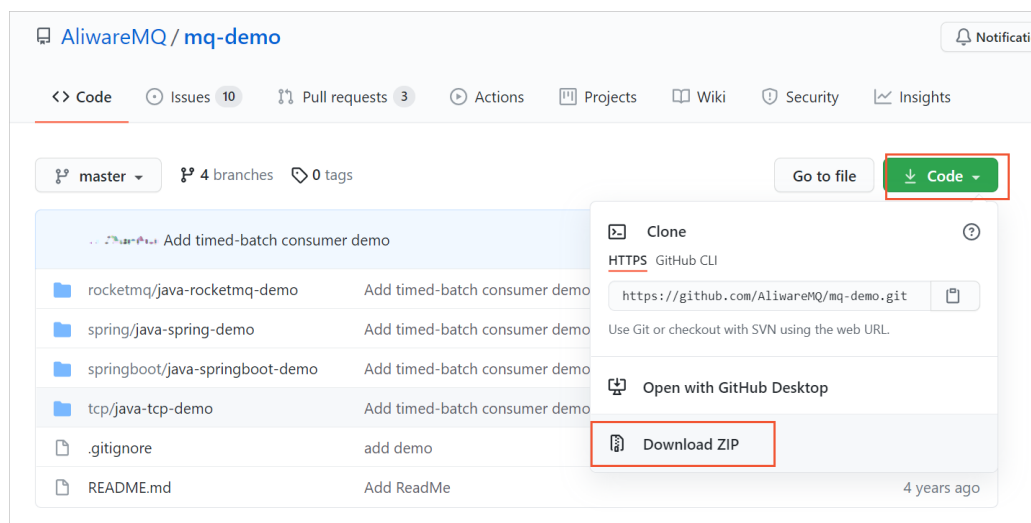 AliwareMQ / mq-demo
Notificati
<> Code
Issues 10
Pull requests 3
Actions
Projects
Wiki
Security
Insights
master
4 branches
0 tags
Go to file
Code
Add timed-batch consumer demo
rocketmq/java-rocketmq-demo Add timed-batch consumer demo
spring/java-spring-demo Add timed-batch consumer demo
springboot/java-springboot-demo Add timed-batch consumer demo
tcp/java-tcp-demo Add timed-batch consumer demo
.gitignore add demo
README.md Add ReadMe 4 years ago
Clone
HTTPS GitHub CLI
https://github.com/AliwareMQ/mq-demo.git
Use Git or checkout with SVN using the web URL.
Open with GitHub Desktop
Download ZIP